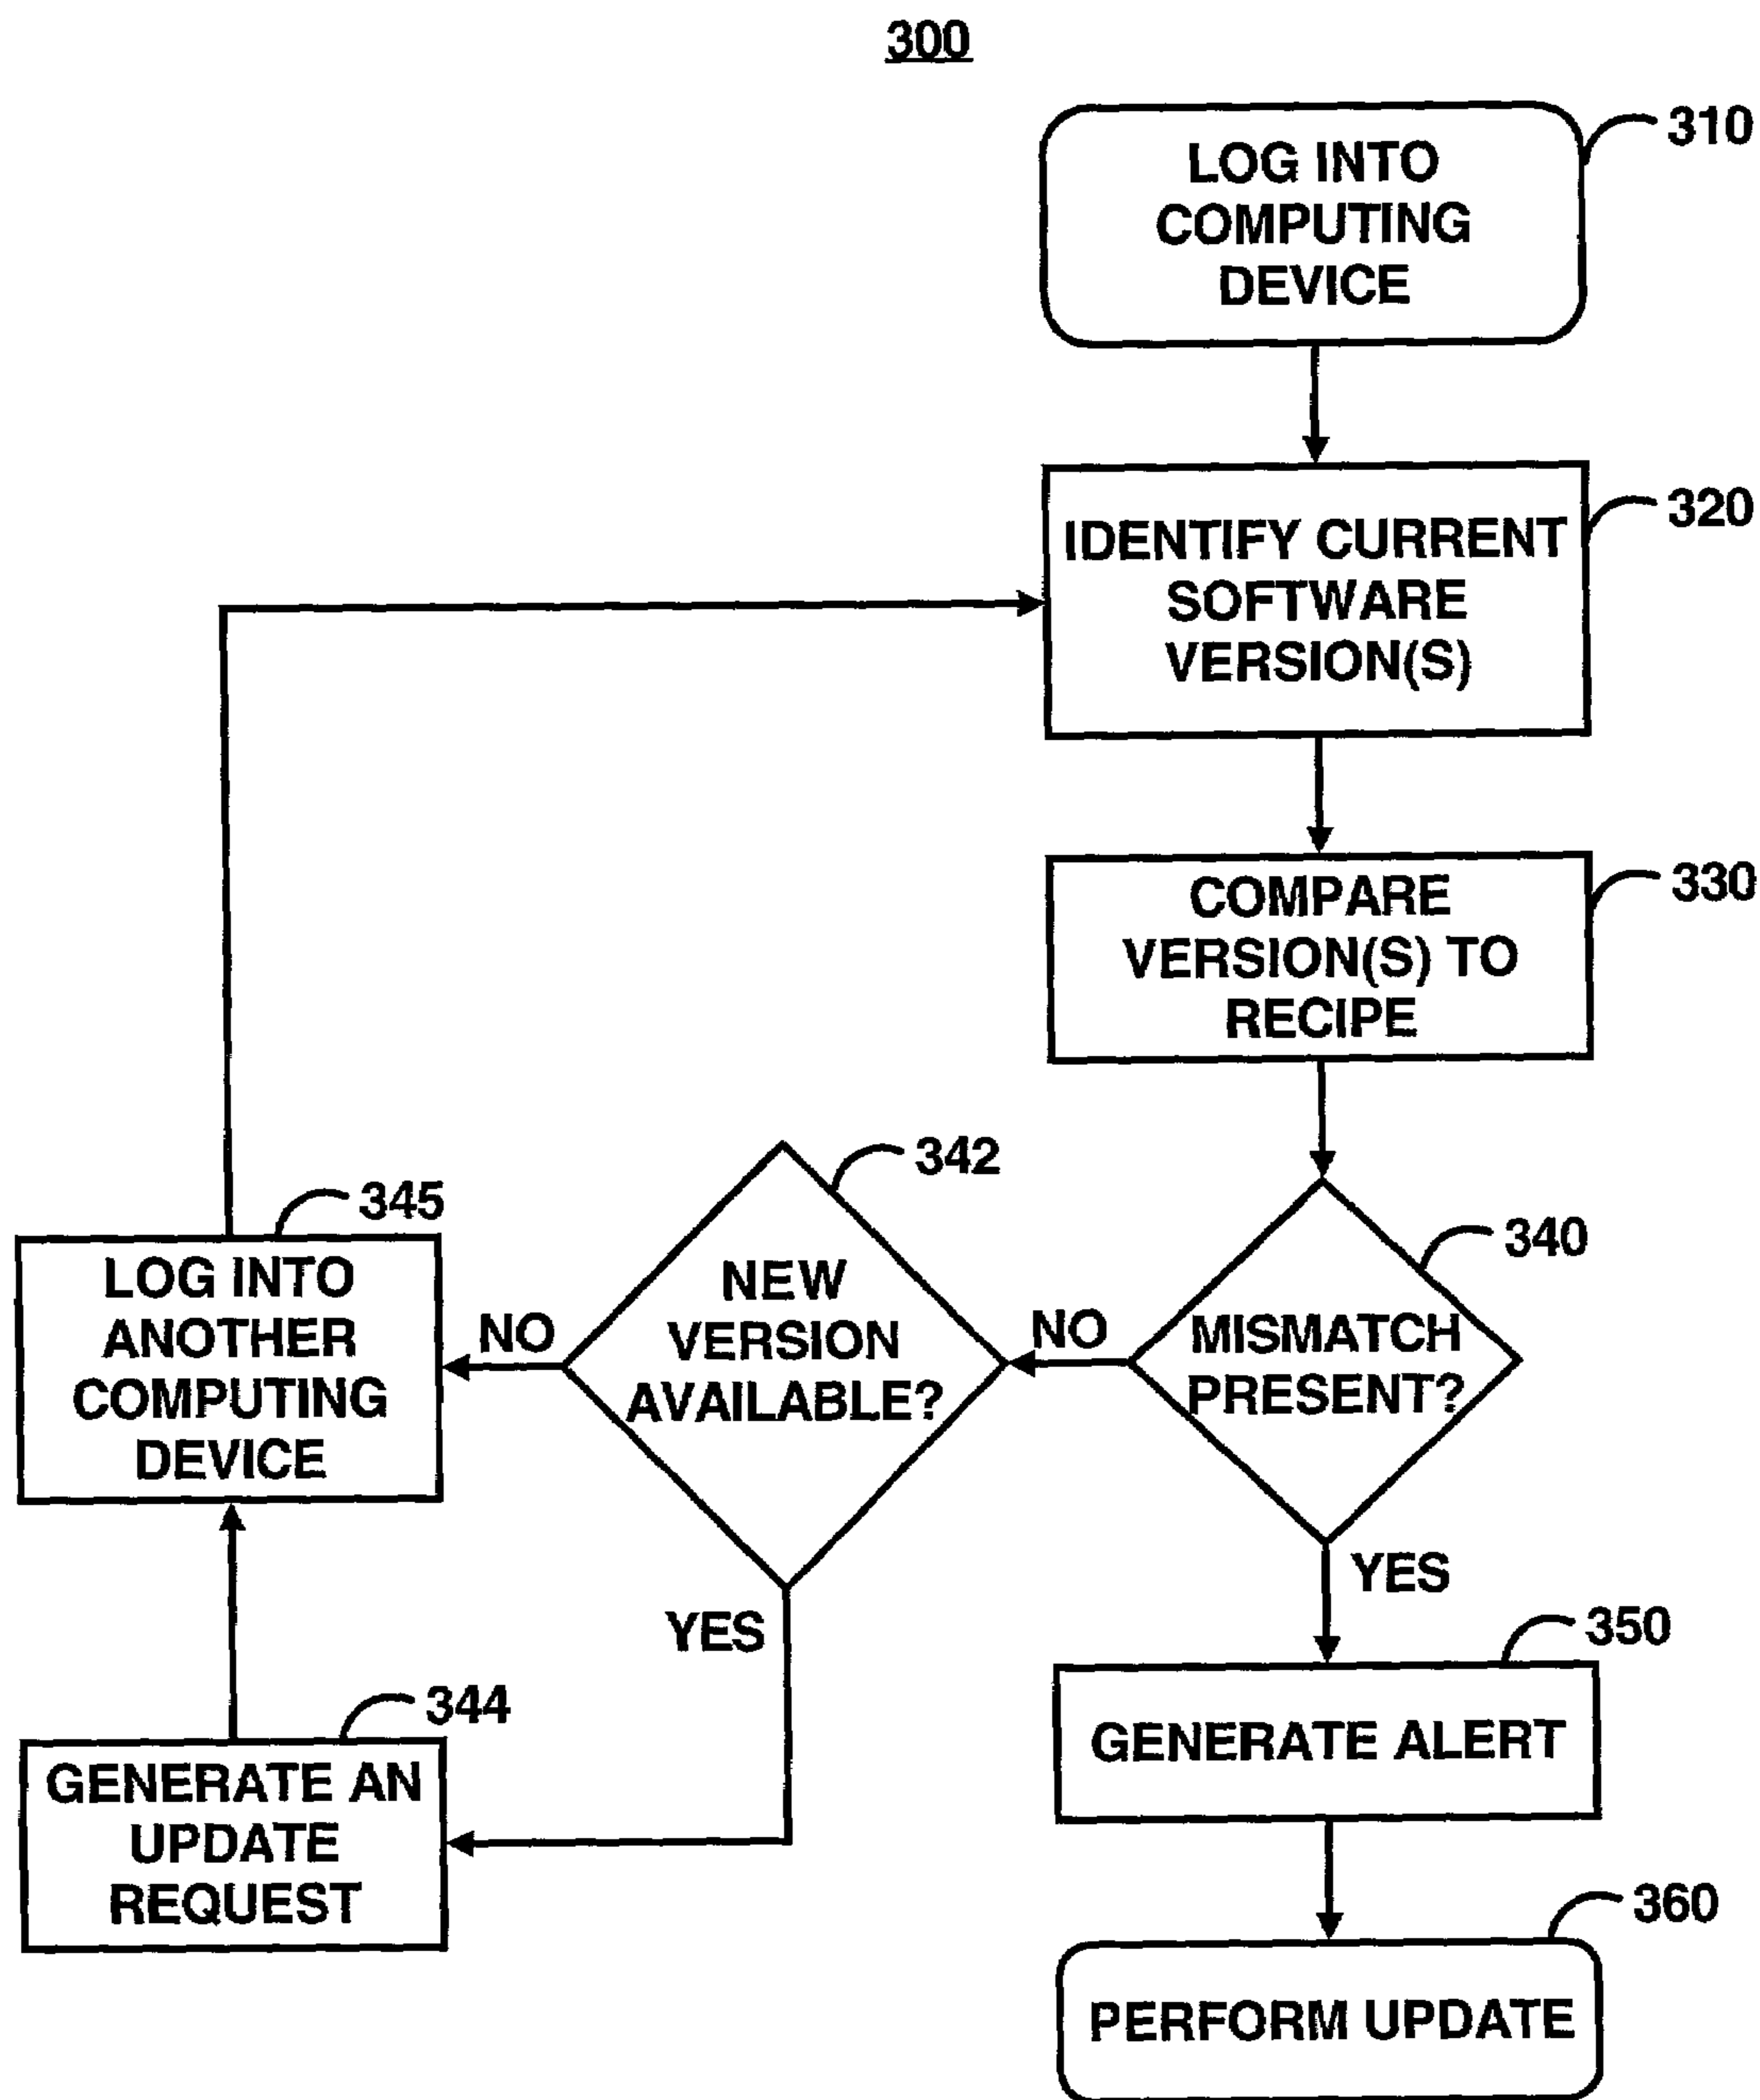 300
310
LOG INTO
COMPUTING
DEVICE
320
IDENTIFY CURRENT
SOFTWARE
VERSION(S)
330
COMPARE
VERSION(S) TO
RECIPE
340
MISMATCH
PRESENT?
NO
YES
342
NEW
VERSION
AVAILABLE?
NO
YES
345
LOG INTO
ANOTHER
COMPUTING
DEVICE
344
GENERATE AN
UPDATE
REQUEST
350
GENERATE ALERT
360
PERFORM UPDATE